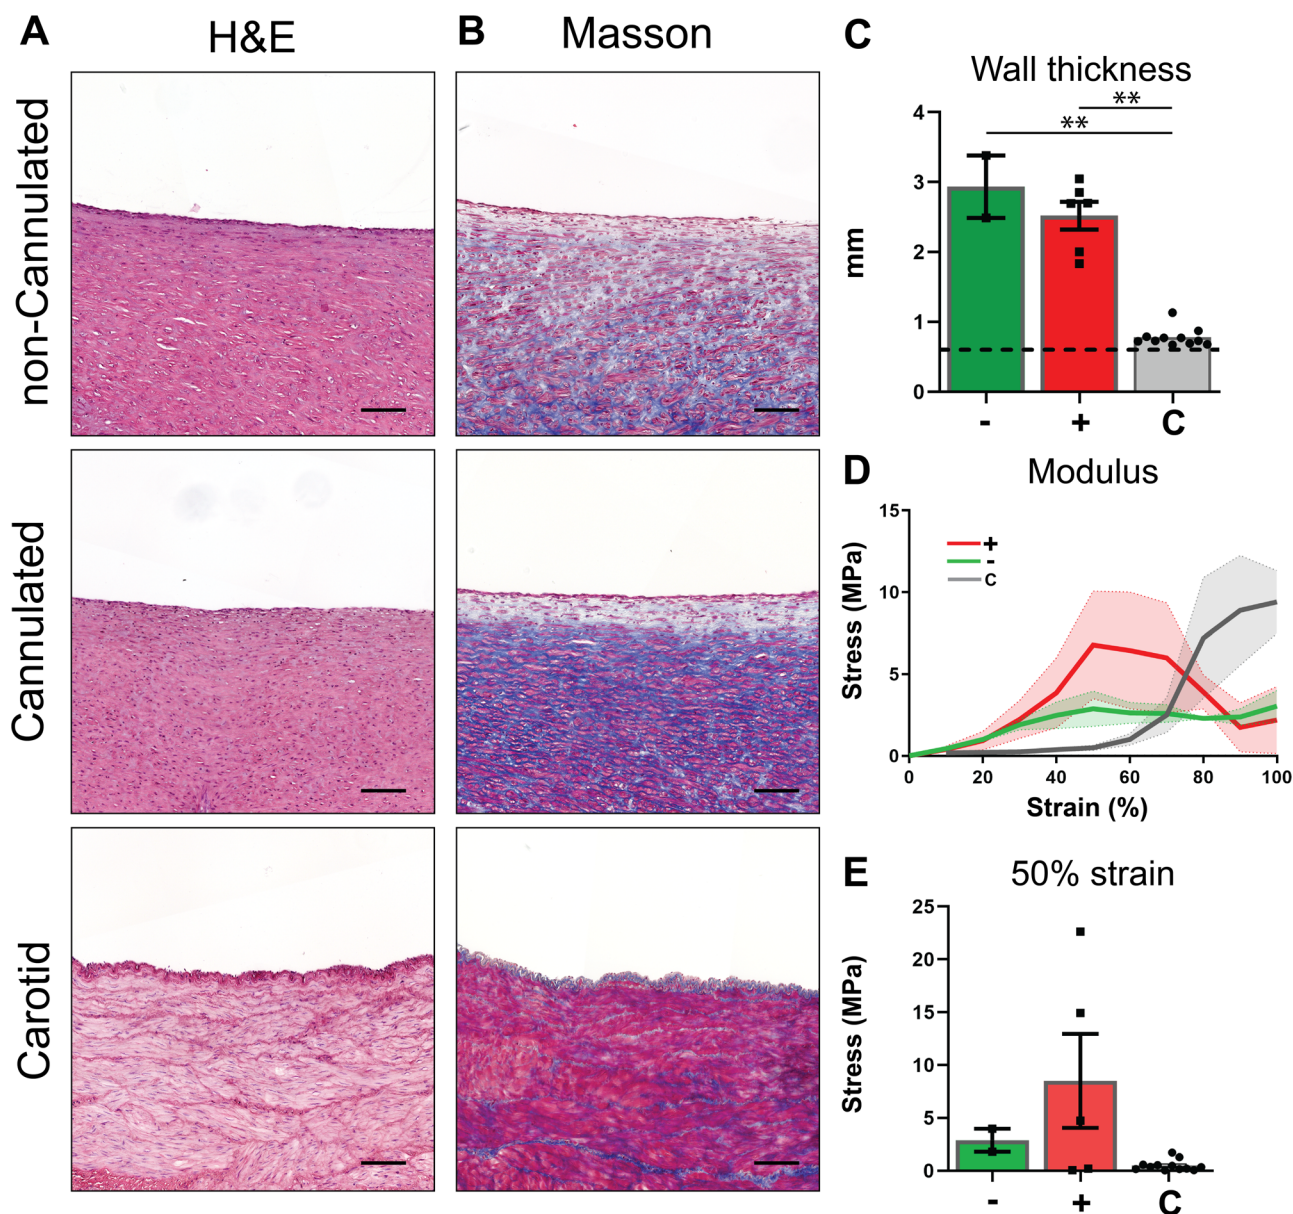 A
H&E
B
Masson
non-Cannulated
Cannulated
Carotid
C
Wall thickness
**
**
mm
4
3
2
1
0
-
+
C
D
Modulus
Stress (MPa)
15
10
5
0
+
-
C
0
20
40
60
80
100
Strain (%)
E
50% strain
Stress (MPa)
25
20
15
10
5
0
-
+
C